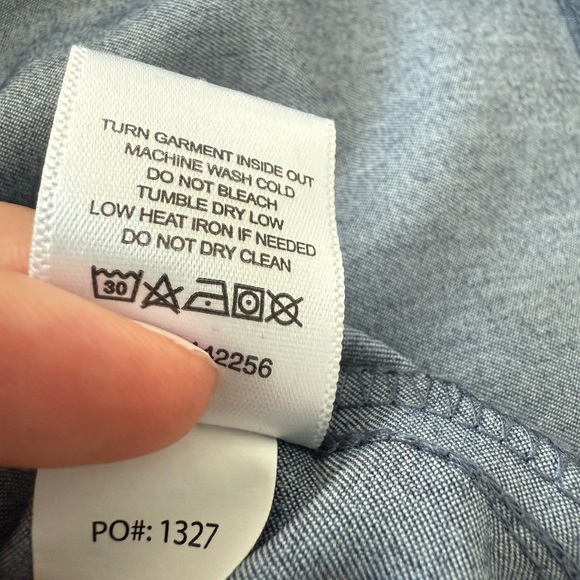 TURN GARMENT INSIDE OUT
MACHINE WASH COLD
DO NOT BLEACH
TUMBLE DRY LOW
LOW HEAT IRON IF NEEDED
DO NOT DRY CLEAN
30
PO#: 1327